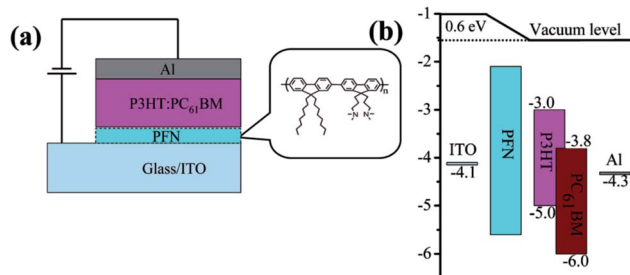 (a)
Al
P3HT:PC61BM
PFN
Glass/ITO
n
N
N
(b)
-1
0.6 eV
Vacuum level
-2
-3
-4
-5
-6
ITO
-4.1
PFN
-3.0
P3HT
-5.0
-3.8
PC61BM
-6.0
Al
-4.3